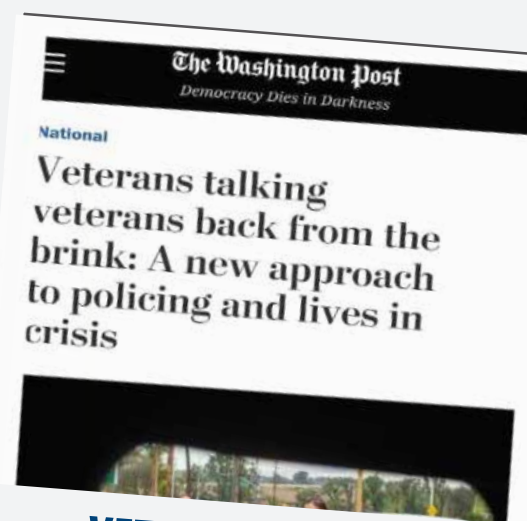 The Washington Post
Democracy Dies in Darkness
National
Veterans talking
veterans back from the
brink: A new approach
to policing and lives in
crisis